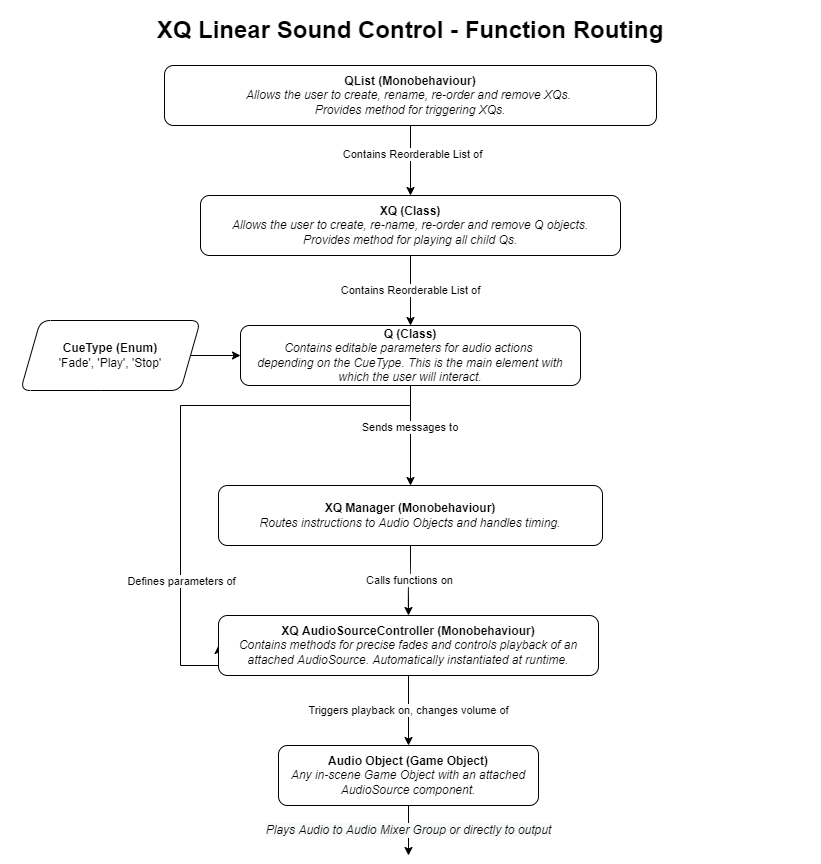 XQ Linear Sound Control - Function Routing
QList (Monobehaviour)
Allows the user to create, rename, re-order and remove XQs.
Provides method for triggering XQs.
Contains Reorderable List of
XQ (Class)
Allows the user to create, re-name, re-order and remove Q objects.
Provides method for playing all child Qs.
Contains Reorderable List of
CueType (Enum)
'Fade', 'Play', 'Stop'
Q (Class)
Contains editable parameters for audio actions
depending on the CueType. This is the main element with
which the user will interact.
Sends messages to
XQ Manager (Monobehaviour)
Routes instructions to Audio Objects and handles timing.
Defines parameters of
Calls functions on
XQ AudioSourceController (Monobehaviour)
Contains methods for precise fades and controls playback of an
attached AudioSource. Automatically instantiated at runtime.
Triggers playback on, changes volume of
Audio Object (Game Object)
Any in-scene Game Object with an attached
AudioSource component.
Plays Audio to Audio Mixer Group or directly to output